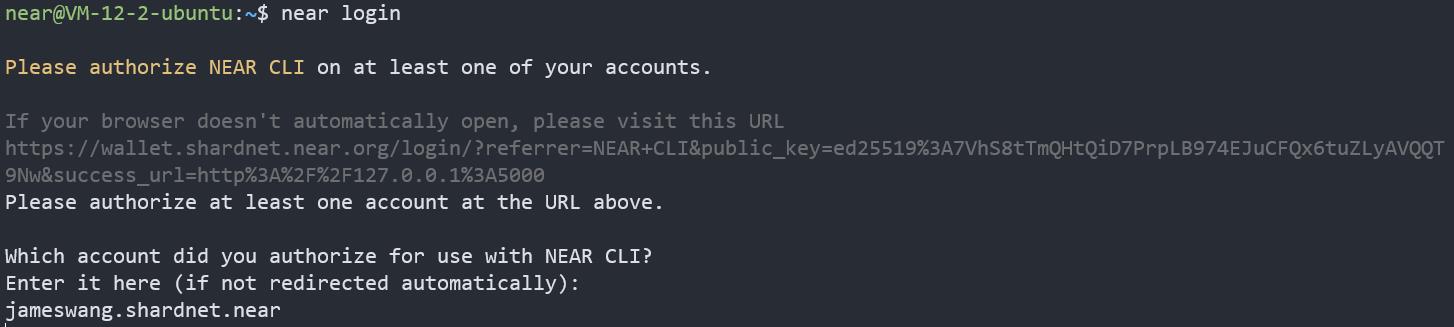 near@VM-12-2-ubuntu:~$ near login
Please authorize NEAR CLI on at least one of your accounts.
If your browser doesn't automatically open, please visit this URL
https://wallet.shardnet.near.org/login/?referrer=NEAR+CLI&public_key=ed25519%3A7VhS8tTmQHtQiD7PrpLB974EJuCFQx6tuZLyAVQQT
9Nw&success_url=http%3A%2F%2F127.0.0.1%3A5000
Please authorize at least one account at the URL above.
Which account did you authorize for use with NEAR CLI?
Enter it here (if not redirected automatically):
jameswang.shardnet.near